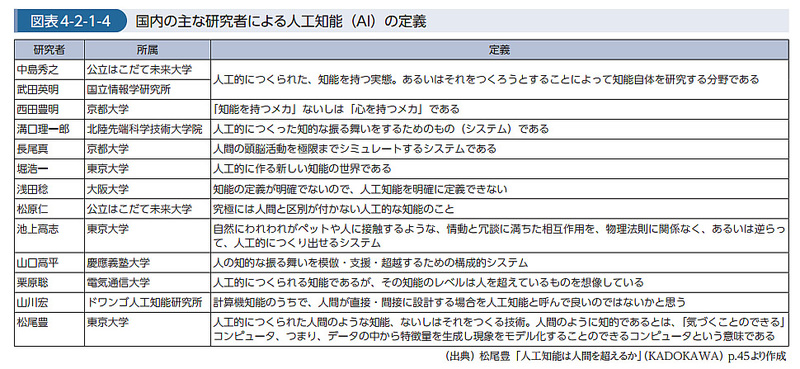 図表4-2-1-4 国内の主な研究者による人工知能（AI）の定義
研究者 所属 定義
中島秀之 公立はこだて未来大学 人工的につくられた、知能を持つ実態。あるいはそれをつくろうとすることによって知能自体を研究する分野である
武田英明 国立情報学研究所
西田豊明 京都大学 「知能を持つメカ」ないしは「心を持つメカ」である
溝口理一郎 北陸先端科学技術大学院 人工的につくった知的な振る舞いをするためのもの（システム）である
長尾真 京都大学 人間の頭脳活動を極限までシミュレートするシステムである
堀浩一 東京大学 人工的に作る新しい知能の世界である
浅田稔 大阪大学 知能の定義が明確でないので、人工知能を明確に定義できない
松原仁 公立はこだて未来大学 究極には人間と区別が付かない人工的な知能のこと
池上高志 東京大学 自然にわれわれがペットや人に接触するような、情動と冗談に満ちた相互作用を、物理法則に関係なく、あるいは逆らっ
て、人工的につくり出せるシステム
山口高平 慶應義塾大学 人の知的な振る舞いを模倣・支援・超越するための構成的システム
栗原聡 電気通信大学 人工的につくられる知能であるが、その知能のレベルは人を超えているものを想像している
山川宏 ドワンゴ人工知能研究所 計算機知能のうちで、人間が直接・間接に設計する場合を人工知能と呼んで良いのではないかと思う
松尾豊 東京大学 人工的につくられた人間のような知能、ないしはそれをつくる技術。人間のように知的であるとは、「気づくことのできる」
コンピュータ、つまり、データの中から特徴量を生成し現象をモデル化することのできるコンピュータという意味である
（出典）松尾豊「人工知能は人間を超えるか」（KADOKAWA）p.45より作成